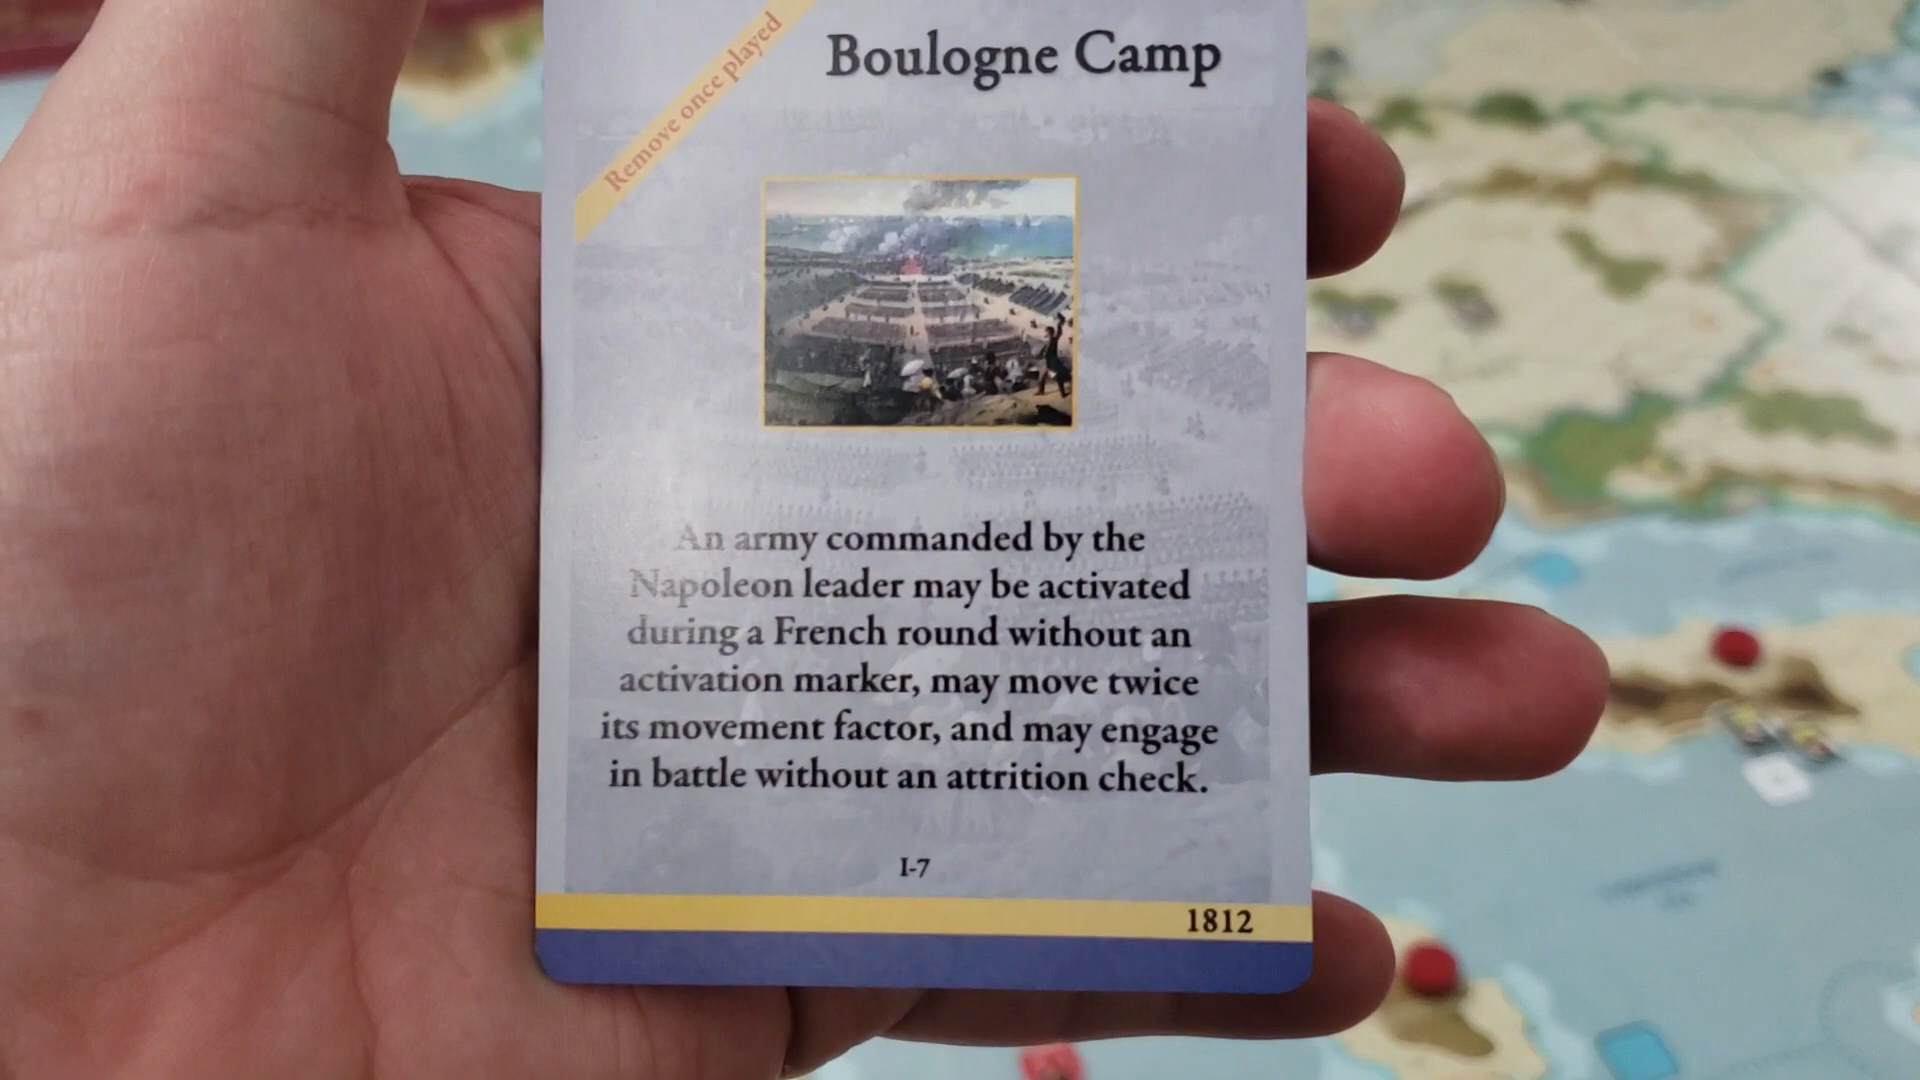 Remove once played
Boulogne Camp
An army commanded by the
Napoleon leader may be activated
during a French round without an
activation marker, may move twice
its movement factor, and may engage
in battle without an attrition check.
I-7
1812